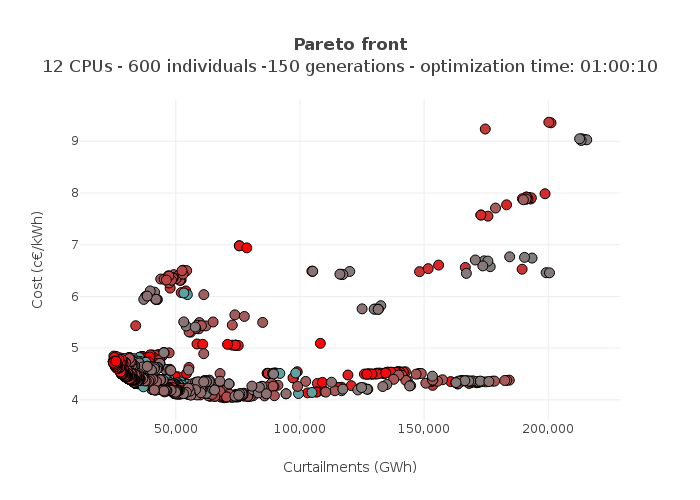 Pareto front
12 CPUs - 600 individuals -150 generations - optimization time: 01:00:10
9
8
7
6
5
4
Cost (c€/kWh)
50,000 100,000 150,000 200,000
Curtailments (GWh)